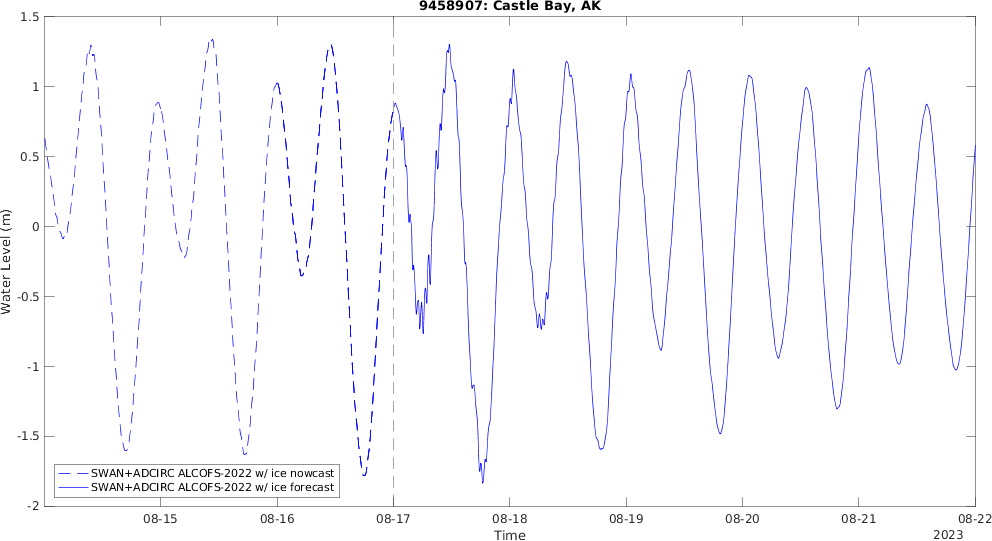 9458907: Castle Bay, AK
1.5
1
0.5
0
-0.5
-1
-1.5
-2
Water Level (m)
SWAN+ADCIRC ALCOFS-2022 w/ ice nowcast
SWAN+ADCIRC ALCOFS-2022 w/ ice forecast
08-15 08-16 08-17 08-18 08-19 08-20 08-21 08-22
Time
2023